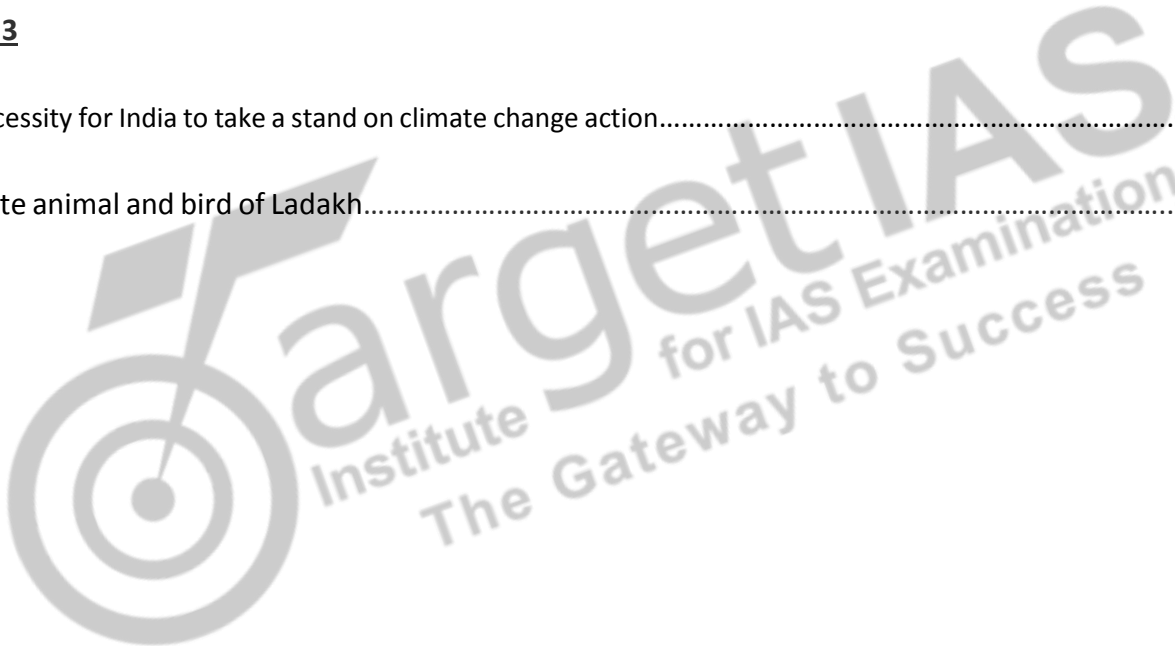 3
cessity for India to take a stand on climate change action……………………………………………………………
te animal and bird of Ladakh……………………………………………………………………………………………
Target IAS
Institute for IAS Examination
The Gateway to Success